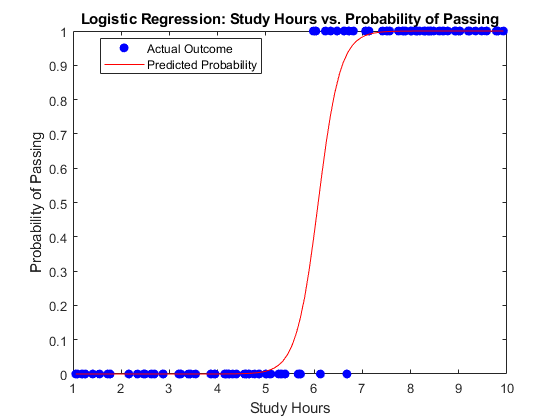 Logistic Regression: Study Hours vs. Probability of Passing
Actual Outcome
Predicted Probability
Probability of Passing
1
0.9
0.8
0.7
0.6
0.5
0.4
0.3
0.2
0.1
0
1 2 3 4 5 6 7 8 9 10
Study Hours